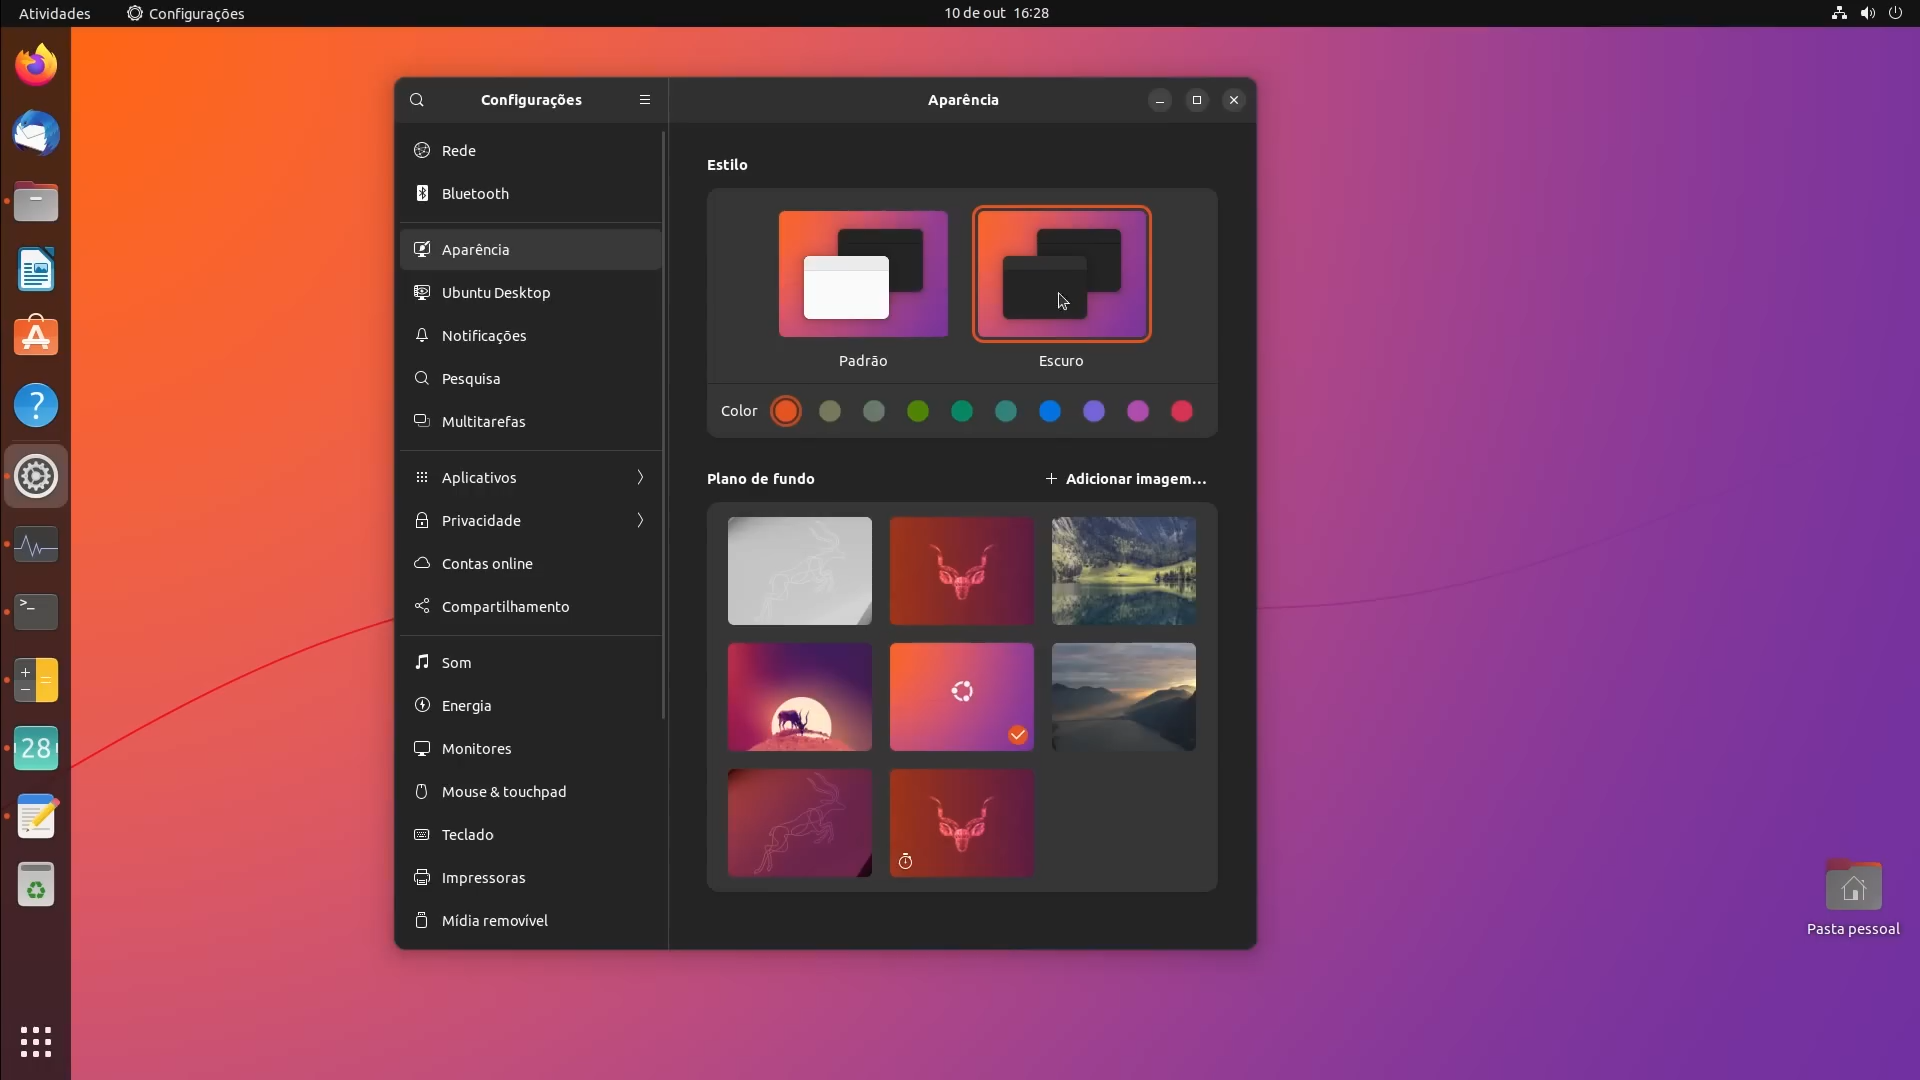 Atividades
Configurações
10 de out 16:28
Configurações
Aparência
Rede
Bluetooth
Aparência
Ubuntu Desktop
Notificações
Pesquisa
Multitarefas
Aplicativos
Privacidade
Contas online
Compartilhamento
Som
Energia
Monitores
Mouse & touchpad
Teclado
Impressoras
Mídia removível
Estilo
Padrão
Escuro
Color
Plano de fundo
+ Adicionar imagem...
28
Pasta pessoal